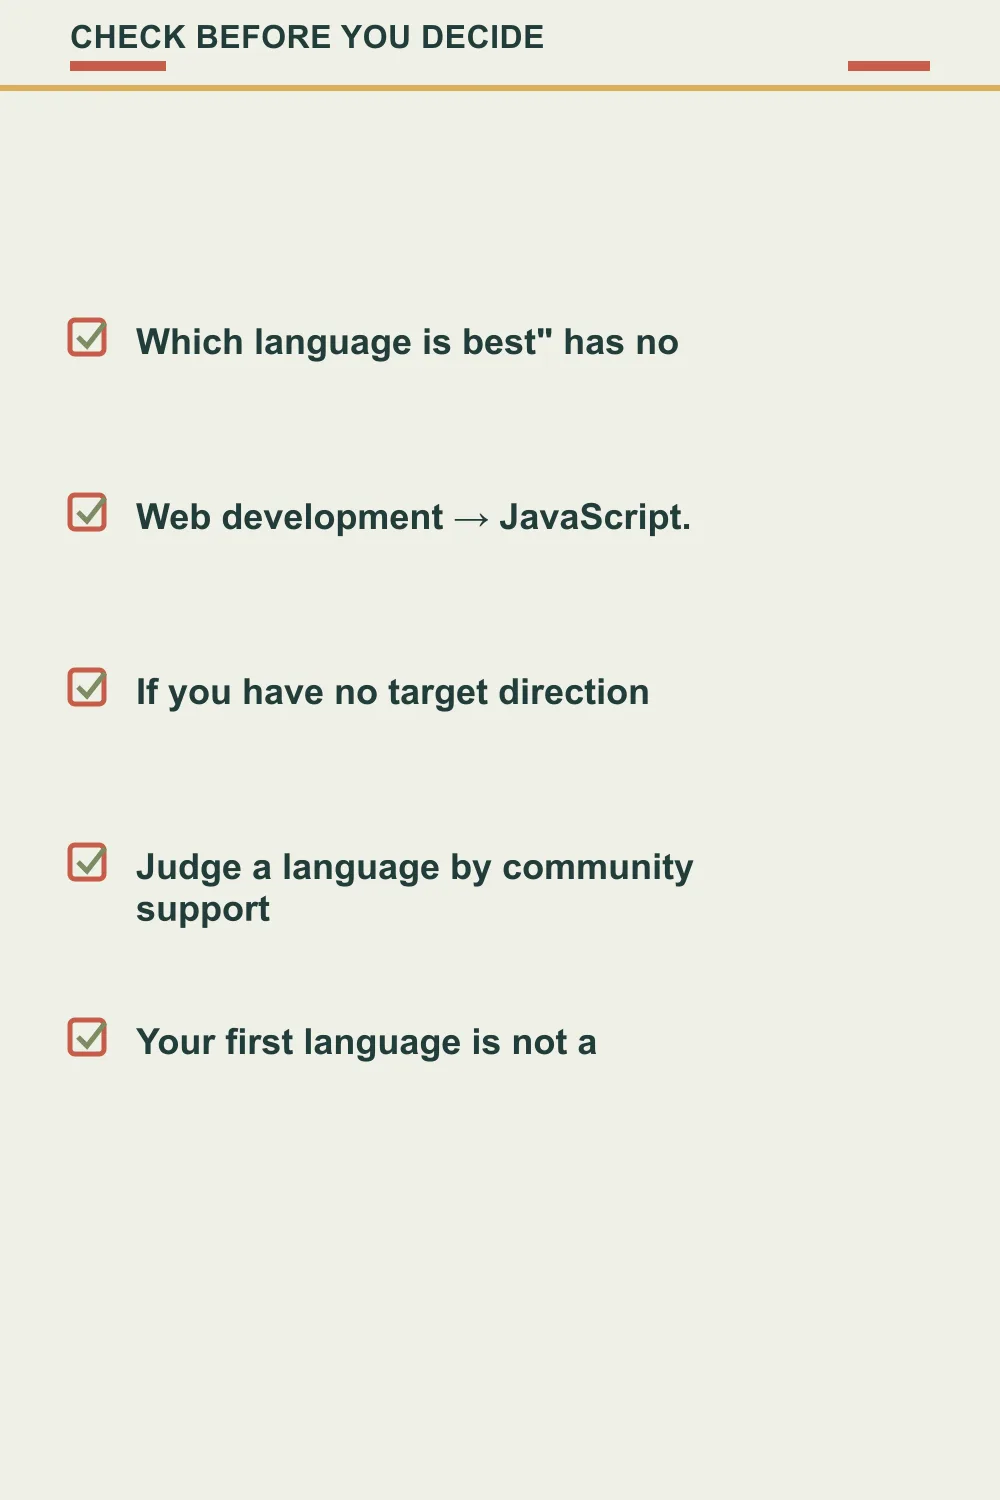 CHECK BEFORE YOU DECIDE
Which language is best" has no
Web development → JavaScript.
If you have no target direction
Judge a language by community
support
Your first language is not a